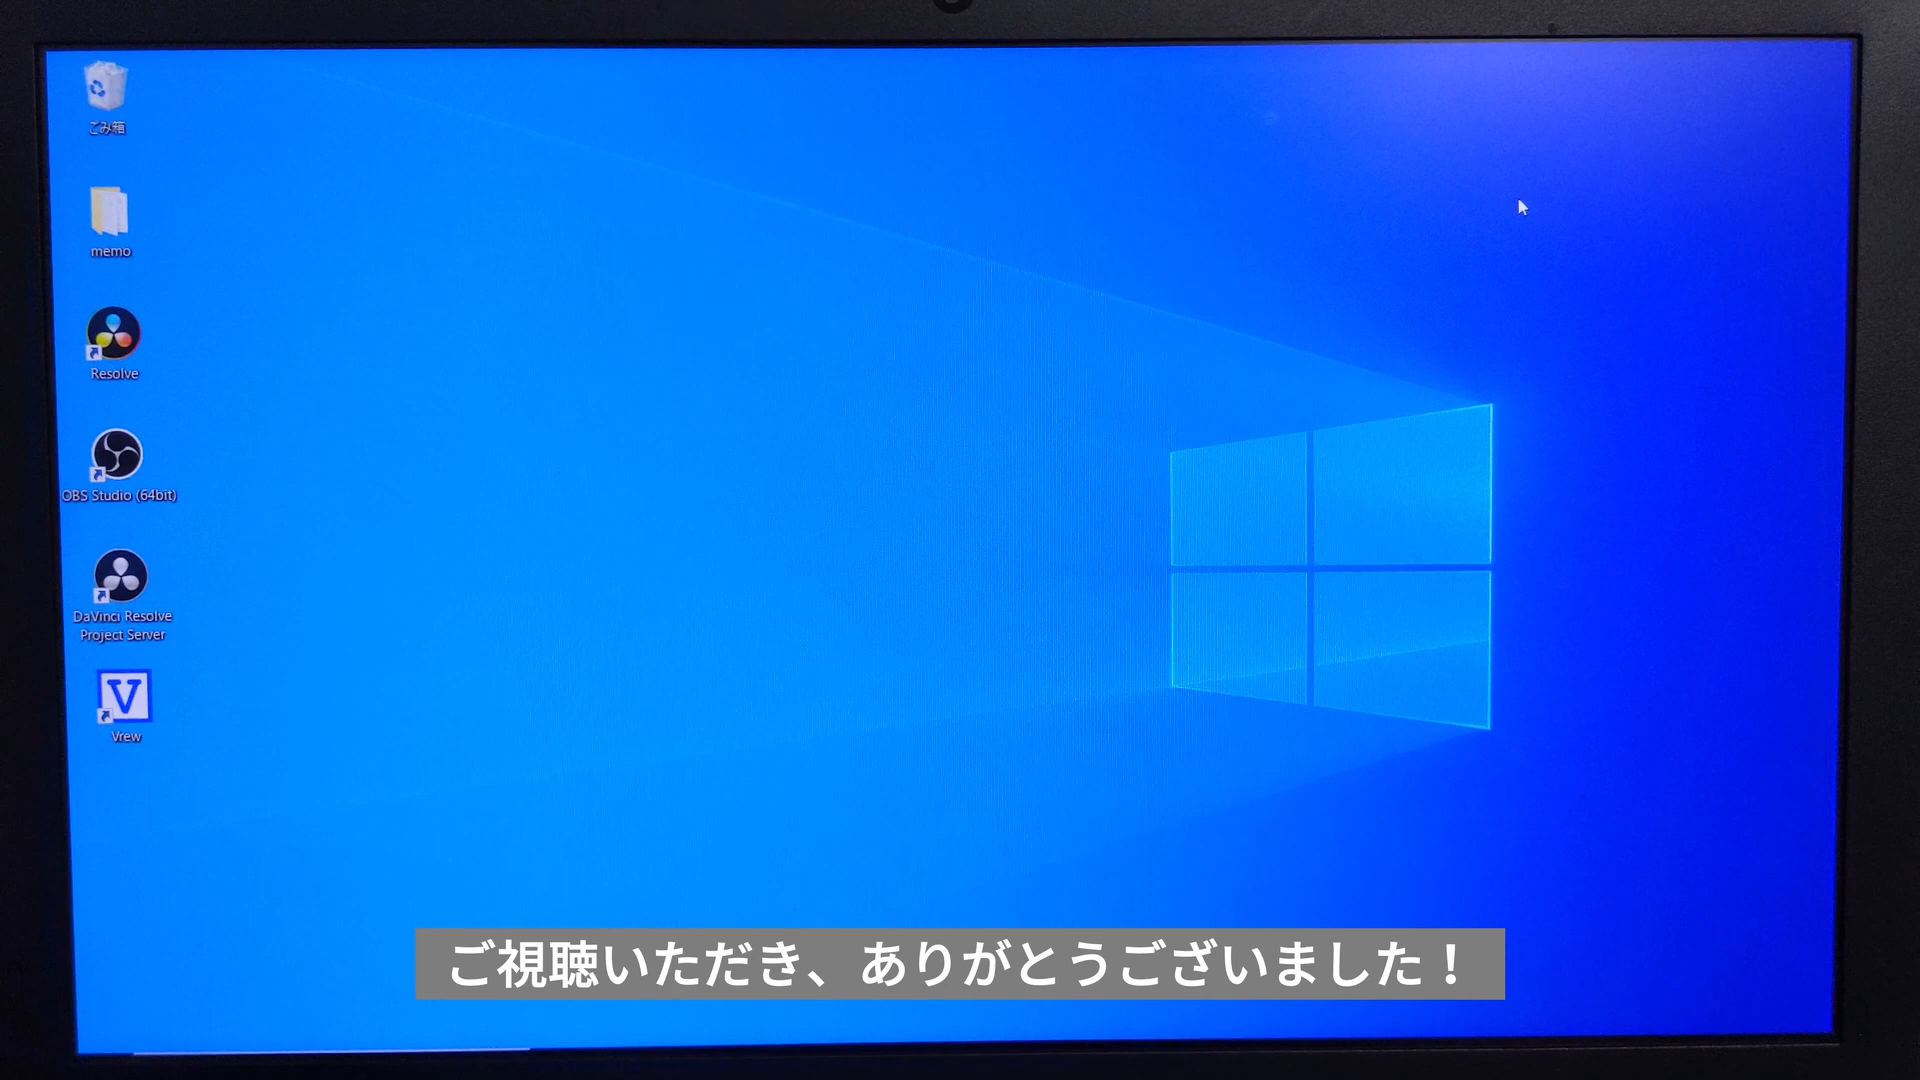 ごみ箱
memo
Resolve
OBS Studio (64bit)
DaVinci Resolve
Project Server
V
Vrew
ご視聴いただき、ありがとうございました！